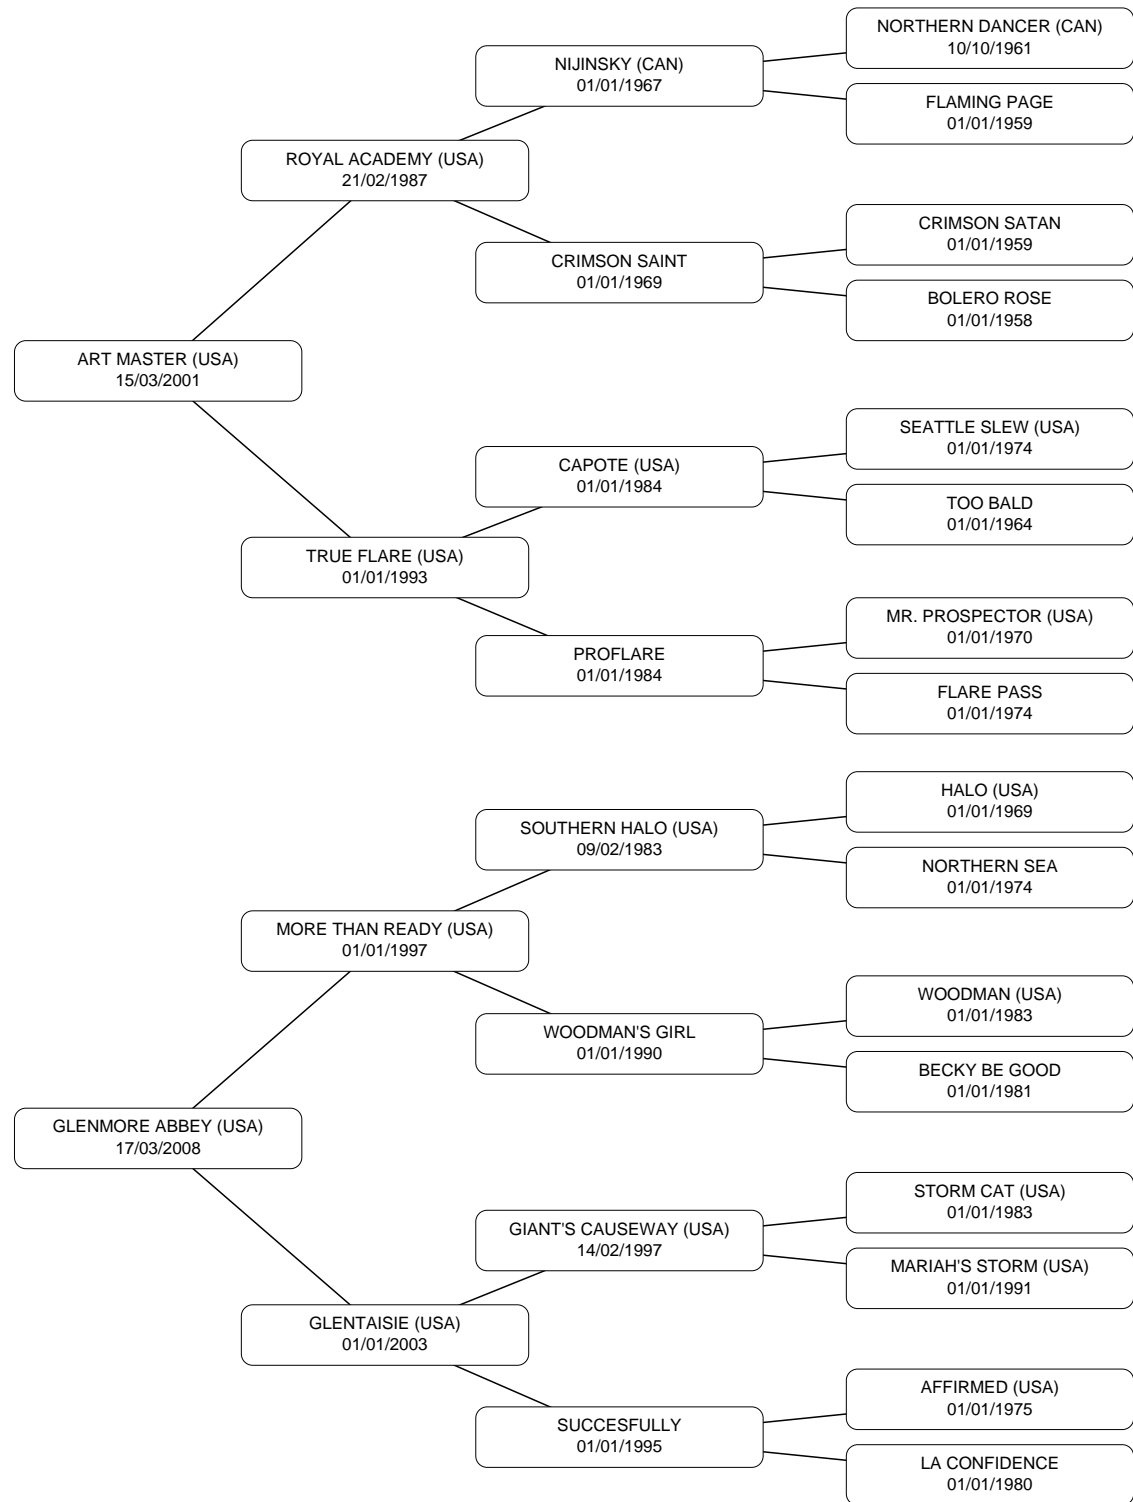 NORTHERN DANCER (CAN)
10/10/1961
NIJINSKY (CAN)
01/01/1967
FLAMING PAGE
01/01/1959
ROYAL ACADEMY (USA)
21/02/1987
CRIMSON SATAN
01/01/1959
CRIMSON SAINT
01/01/1969
BOLERO ROSE
01/01/1958
ART MASTER (USA)
15/03/2001
SEATTLE SLEW (USA)
01/01/1974
CAPOTE (USA)
01/01/1984
TOO BALD
01/01/1964
TRUE FLARE (USA)
01/01/1993
MR. PROSPECTOR (USA)
01/01/1970
PROFLARE
01/01/1984
FLARE PASS
01/01/1974
HALO (USA)
01/01/1969
SOUTHERN HALO (USA)
09/02/1983
NORTHERN SEA
01/01/1974
MORE THAN READY (USA)
01/01/1997
WOODMAN (USA)
01/01/1983
WOODMAN'S GIRL
01/01/1990
BECKY BE GOOD
01/01/1981
GLENMORE ABBEY (USA)
17/03/2008
STORM CAT (USA)
01/01/1983
GIANT'S CAUSEWAY (USA)
14/02/1997
MARIAH'S STORM (USA)
01/01/1991
GLENTAISIE (USA)
01/01/2003
AFFIRMED (USA)
01/01/1975
SUCCESFULLY
01/01/1995
LA CONFIDENCE
01/01/1980